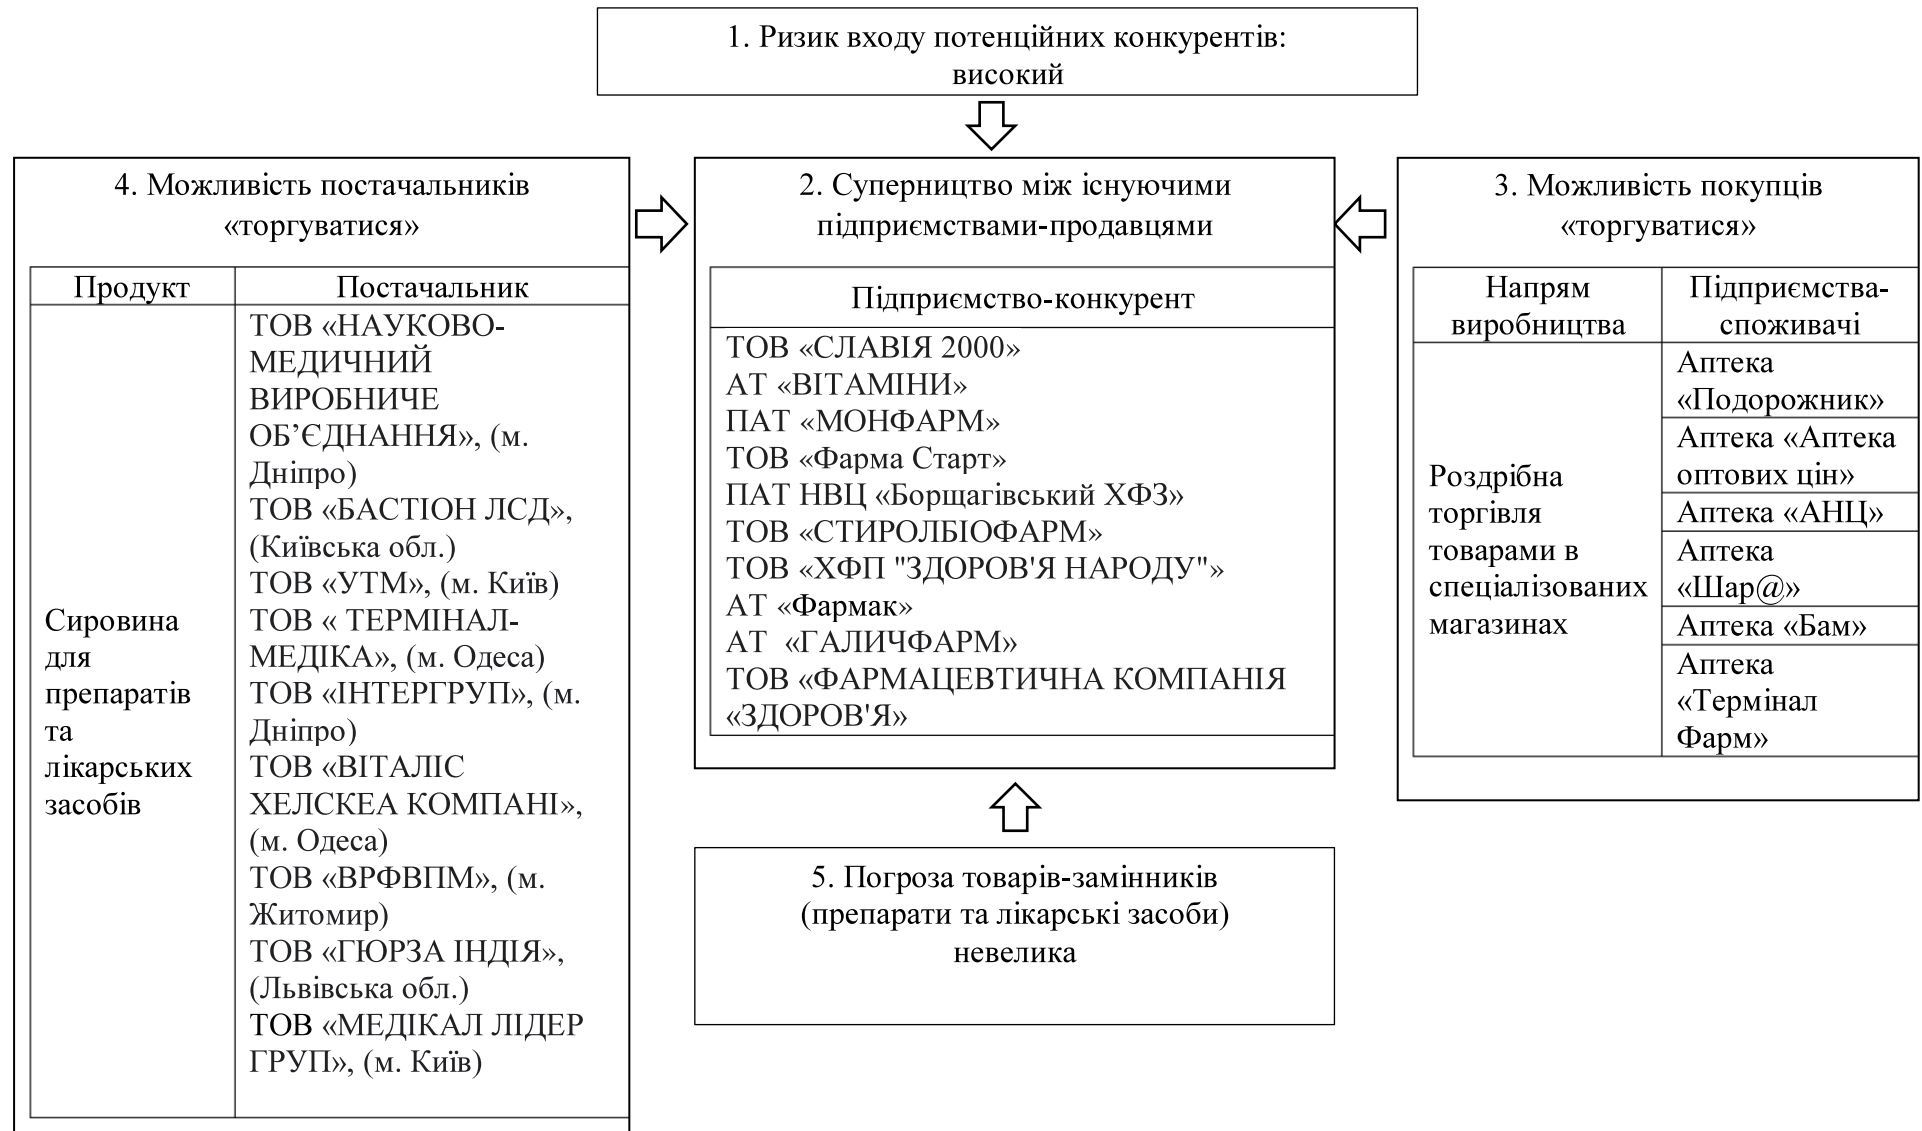 1. Ризик входу потенційних конкурентів:
високий
4. Можливість постачальників
«торгуватися»
Продукт
Постачальник
Сировина
для
препаратів
та
лікарських
засобів
ТОВ «НАУКОВО-
МЕДИЧНИЙ
ВИРОБНИЧЕ
ОБ’ЄДНАННЯ», (м.
Дніпро)
ТОВ «БАСТІОН ЛСД»,
(Київська обл.)
ТОВ «УТМ», (м. Київ)
ТОВ « ТЕРМІНАЛ-
МЕДІКА», (м. Одеса)
ТОВ «ІНТЕРГРУП», (м.
Дніпро)
ТОВ «ВІТАЛІС
ХЕЛСКЕА КОМПАНІ»,
(м. Одеса)
ТОВ «ВРФВПМ», (м.
Житомир)
ТОВ «ГЮРЗА ІНДІЯ»,
(Львівська обл.)
ТОВ «МЕДІКАЛ ЛІДЕР
ГРУП», (м. Київ)
2. Суперництво між існуючими
підприємствами-продавцями
Підприємство-конкурент
ТОВ «СЛАВІЯ 2000»
АТ «ВІТАМІНИ»
ПАТ «МОНФАРМ»
ТОВ «Фарма Старт»
ПАТ НВЦ «Борщагівський ХФЗ»
ТОВ «СТИРОЛБІОФАРМ»
ТОВ «ХФП "ЗДОРОВ'Я НАРОДУ"»
АТ «Фармак»
АТ  «ГАЛИЧФАРМ»
ТОВ «ФАРМАЦЕВТИЧНА КОМПАНІЯ
«ЗДОРОВ'Я»
3. Можливість покупців
«торгуватися»
Напрям
виробництва
Підприємства-
споживачі
Роздрібна
торгівля
товарами в
спеціалізованих
магазинах
Аптека
«Подорожник»
Аптека «Аптека
оптових цін»
Аптека «АНЦ»
Аптека
«Шар@»
Аптека «Бам»
Аптека
«Термінал
Фарм»
5. Погроза товарів-замінників
(препарати та лікарські засоби)
невелика